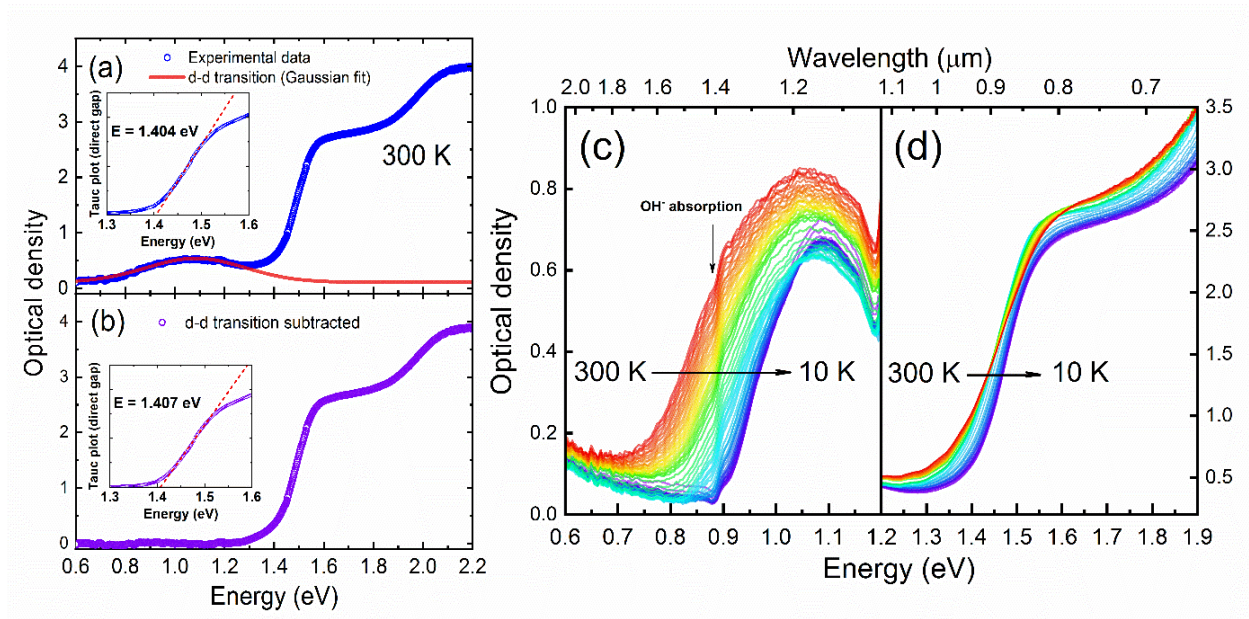 (a)
Experimental data
d-d transition (Gaussian fit)
4
3
2
1
0
300 K
E = 1.404 eV
Tauc plot (direct gap)
1.3 1.4 1.5 1.6
Energy (eV)
(b)
d-d transition subtracted
4
3
2
1
0
E = 1.407 eV
Tauc plot (direct gap)
1.3 1.4 1.5 1.6
Energy (eV)
Optical density
0.6 0.8 1.0 1.2 1.4 1.6 1.8 2.0 2.2
Energy (eV)
Wavelength (μm)
2.0 1.8 1.6 1.4 1.2
1.1 1 0.9 0.8 0.7
(c)
OH⁻ absorption
300 K
10 K
1.0
0.8
0.6
0.4
0.2
0.0
Optical density
0.6 0.7 0.8 0.9 1.0 1.1 1.2
(d)
300 K
10 K
3.5
3.0
2.5
2.0
1.5
1.0
0.5
1.3 1.4 1.5 1.6 1.7 1.8 1.9
Energy (eV)